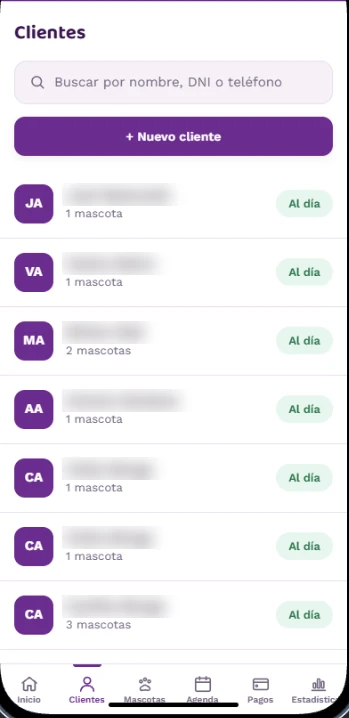 Clientes
Buscar por nombre, DNI o teléfono
+ Nuevo cliente
JA
1 mascota
Al día
VA
1 mascota
Al día
MA
2 mascotas
Al día
AA
1 mascota
Al día
CA
1 mascota
Al día
CA
1 mascota
Al día
CA
3 mascotas
Al día
Inicio Clientes Mascotas Agenda Pagos Estadístic